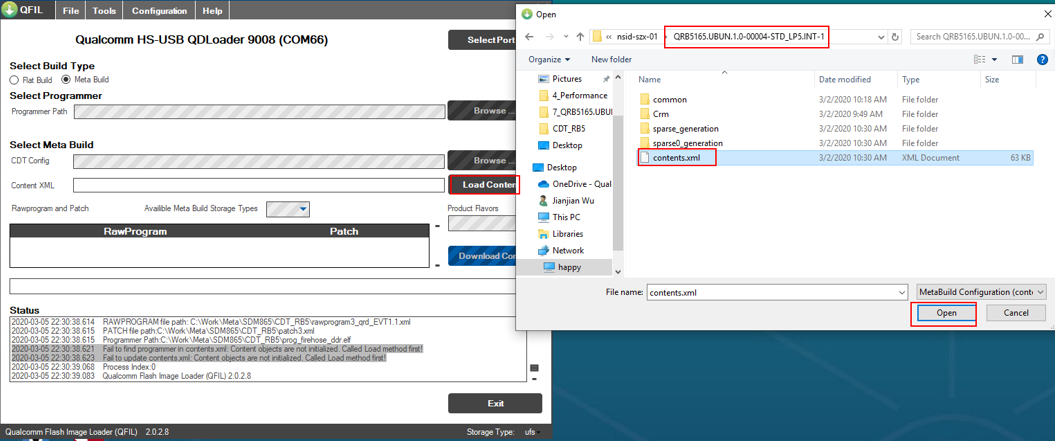 QFIL File Tools Configuration Help
Qualcomm HS-USB QDLoader 9008 (COM66)
Select Port
Select Build Type
Flat Build Meta Build
Select Programmer
Programmer Path Browse ...
Select Meta Build
CDT Config Browse ...
Content XML Load Conten
Rawprogram and Patch Availible Meta Build Storage Types Product Flavors
RawProgram Patch
Download Con
Status
2020-03-05 22:30:38.614 RAWPROGRAM file path: C:\Work\Meta\SDM865\CDT_RB5\rawprogram3_qrd_EVT1.1.xml
2020-03-05 22:30:38.615 PATCH file path:C:\Work\Meta\SDM865\CDT_RB5\patch3.xml
2020-03-05 22:30:38.615 Programmer Path:C:\Work\Meta\SDM865\CDT_RB5\prog_firehose_ddr.elf
2020-03-05 22:30:38.621 Fail to find programmer in contents.xml: Content objects are not initialized. Called Load method first!
2020-03-05 22:30:38.623 Fail to update contents.xml: Content objects are not initialized. Called Load method first!
2020-03-05 22:30:39.068 Process Index:0
2020-03-05 22:30:39.083 Qualcomm Flash Image Loader (QFIL) 2.0.2.8
Exit
Qualcomm Flash Image Loader (QFIL) 2.0.2.8 Storage Type: ufs
Open
« nsid-szx-01 › QRB5165.UBUN.1.0-00004-STD_LP5.INT-1
Search QRB5165.UBUN.1.0-00...
Organize New folder
Pictures
4_Performance
7_QRB5165.UBUI
CDT_RB5
Desktop
Desktop
OneDrive - Qual
Jianjian Wu
This PC
Libraries
Network
happy
Name Date modified Type Size
common 3/2/2020 10:18 AM File folder
Crm 3/2/2020 9:49 AM File folder
sparse_generation 3/2/2020 10:30 AM File folder
sparse0_generation 3/2/2020 10:30 AM File folder
contents.xml 3/2/2020 10:30 AM XML Document 63 KB
File name: contents.xml MetaBuild Configuration (conte
Open Cancel